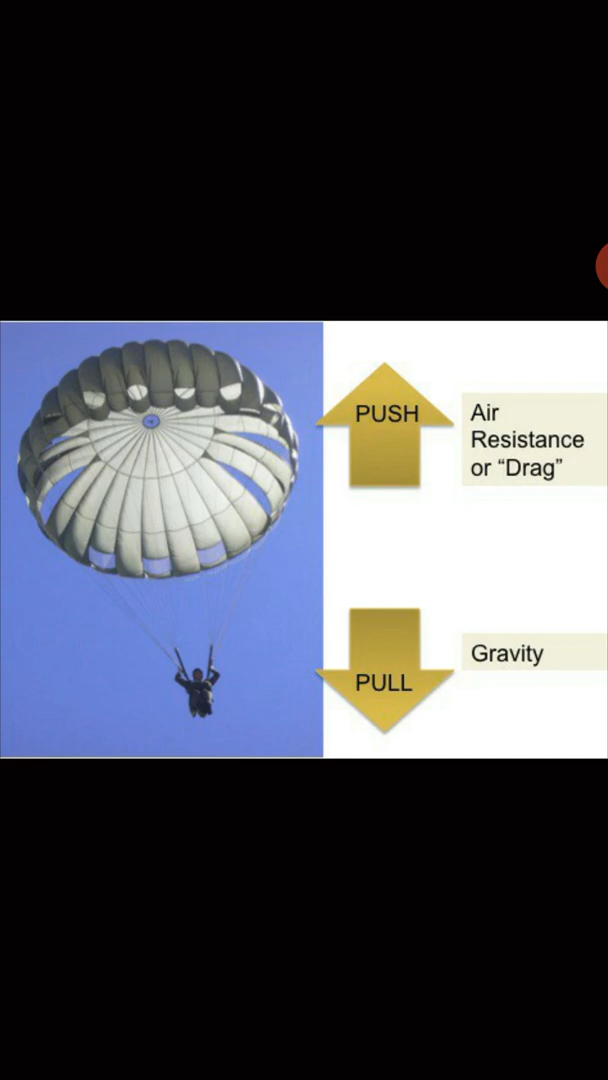 PUSH
Air
Resistance
or “Drag”
Gravity
PULL